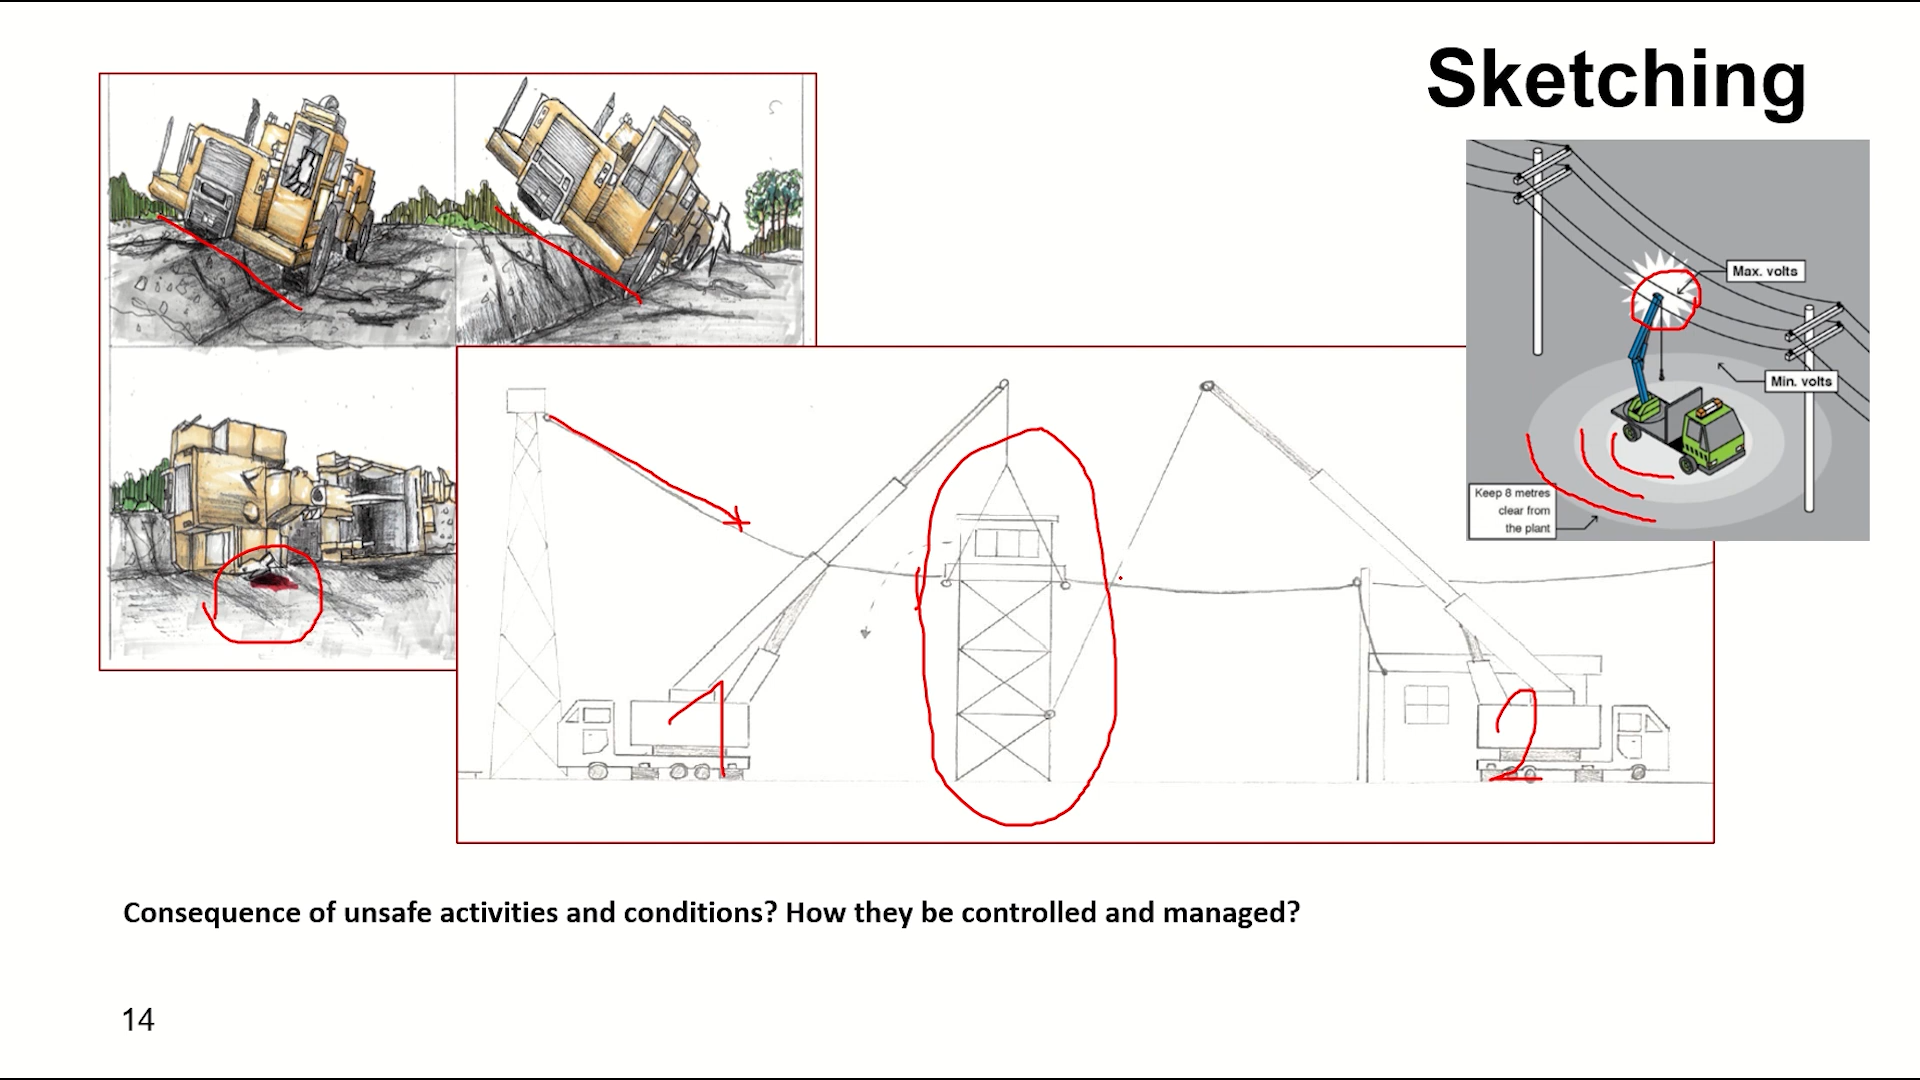 Sketching
Max. volts
Min. volts
Keep 8 metres
clear from
the plant
1
2
Consequence of unsafe activities and conditions? How they be controlled and managed?
14